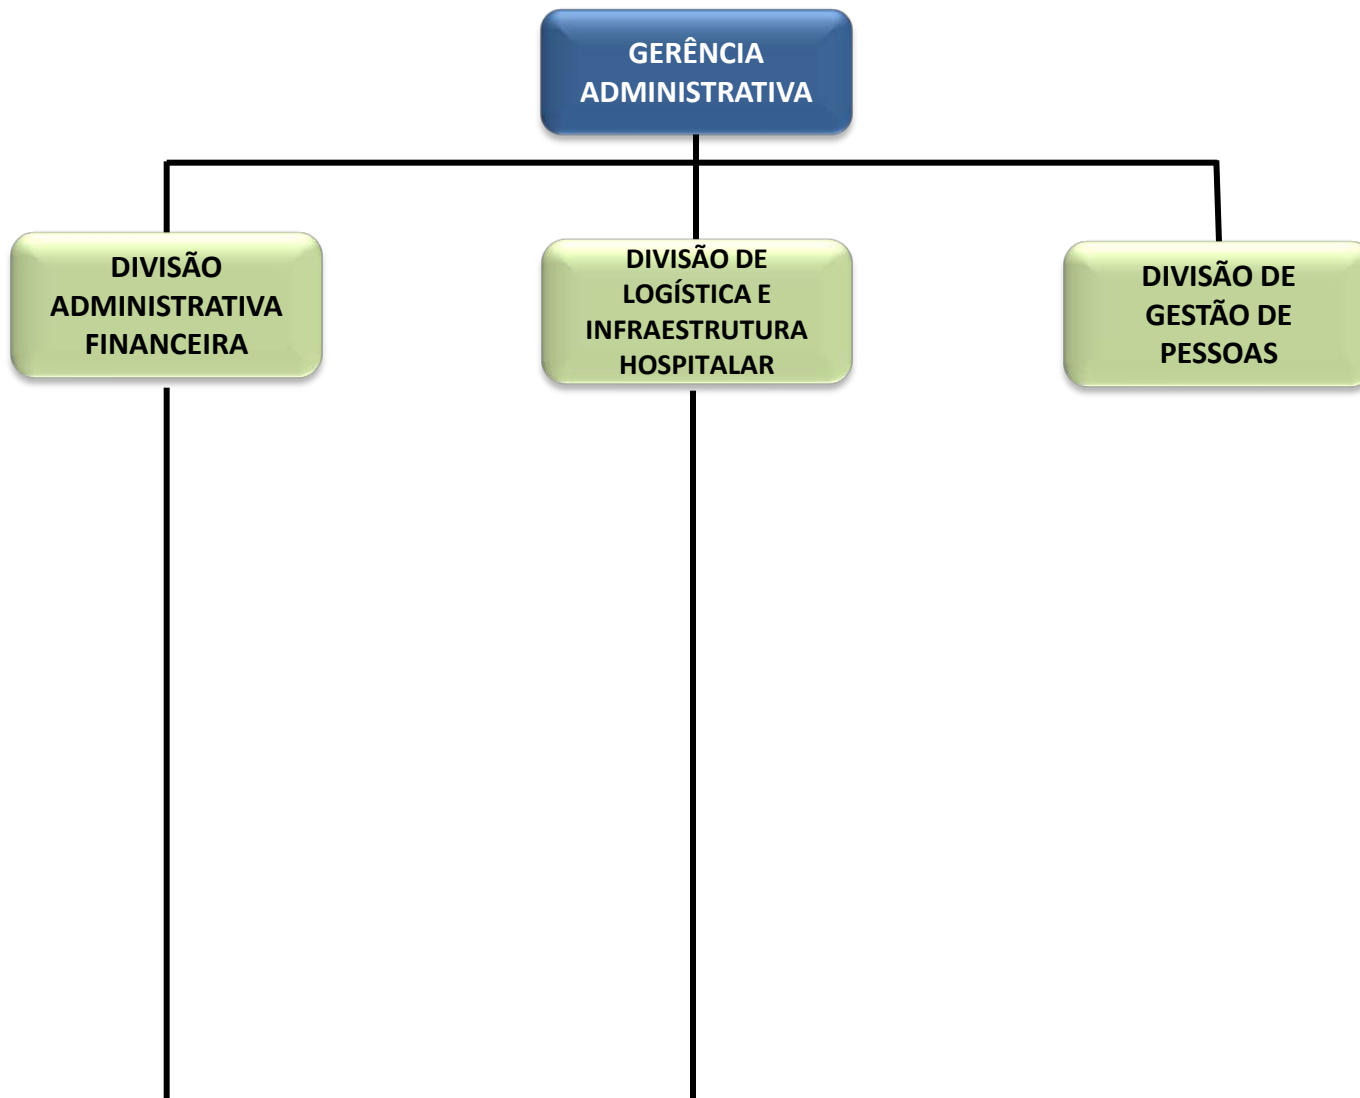 GERÊNCIA
ADMINISTRATIVA
DIVISÃO
ADMINISTRATIVA
FINANCEIRA
DIVISÃO DE
LOGÍSTICA E
INFRAESTRUTURA
HOSPITALAR
DIVISÃO DE
GESTÃO DE
PESSOAS